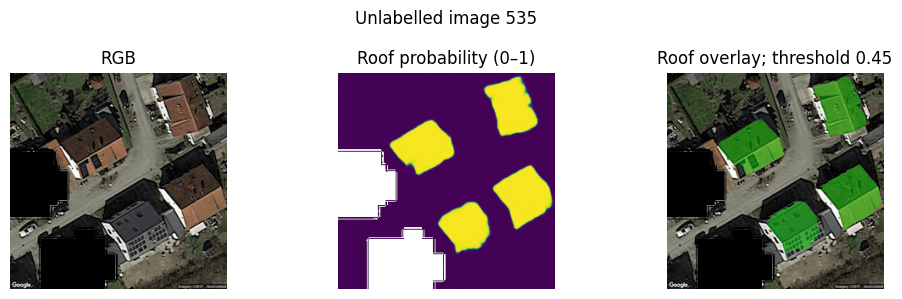 Unlabelled image 535
RGB
Roof probability (0–1)
Roof overlay; threshold 0.45
Google
Google